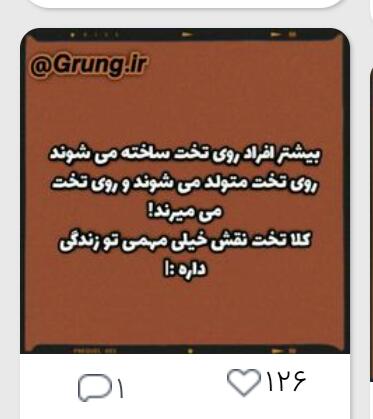 @Grung.ir
بیشتر افراد روی تخت ساخته می شوند
روی تخت متولد می شوند و روی تخت
می میرند!
کلا تخت نقش خیلی مهمی تو زندگی
داره :|
۱
۱۲۶